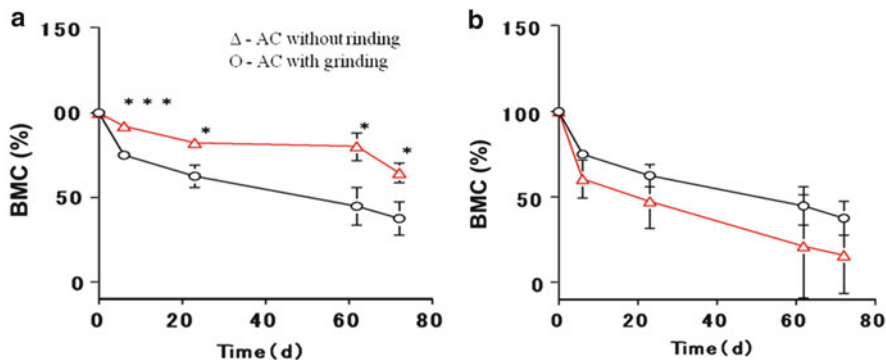 a
150
00
50
0
BMC (%)
Δ - AC without rinding
O - AC with grinding
* * *
*
*
*
0 20 40 60 80
Time(d)
b
150
100
50
0
BMC (%)
0 20 40 60 80
Time(d)